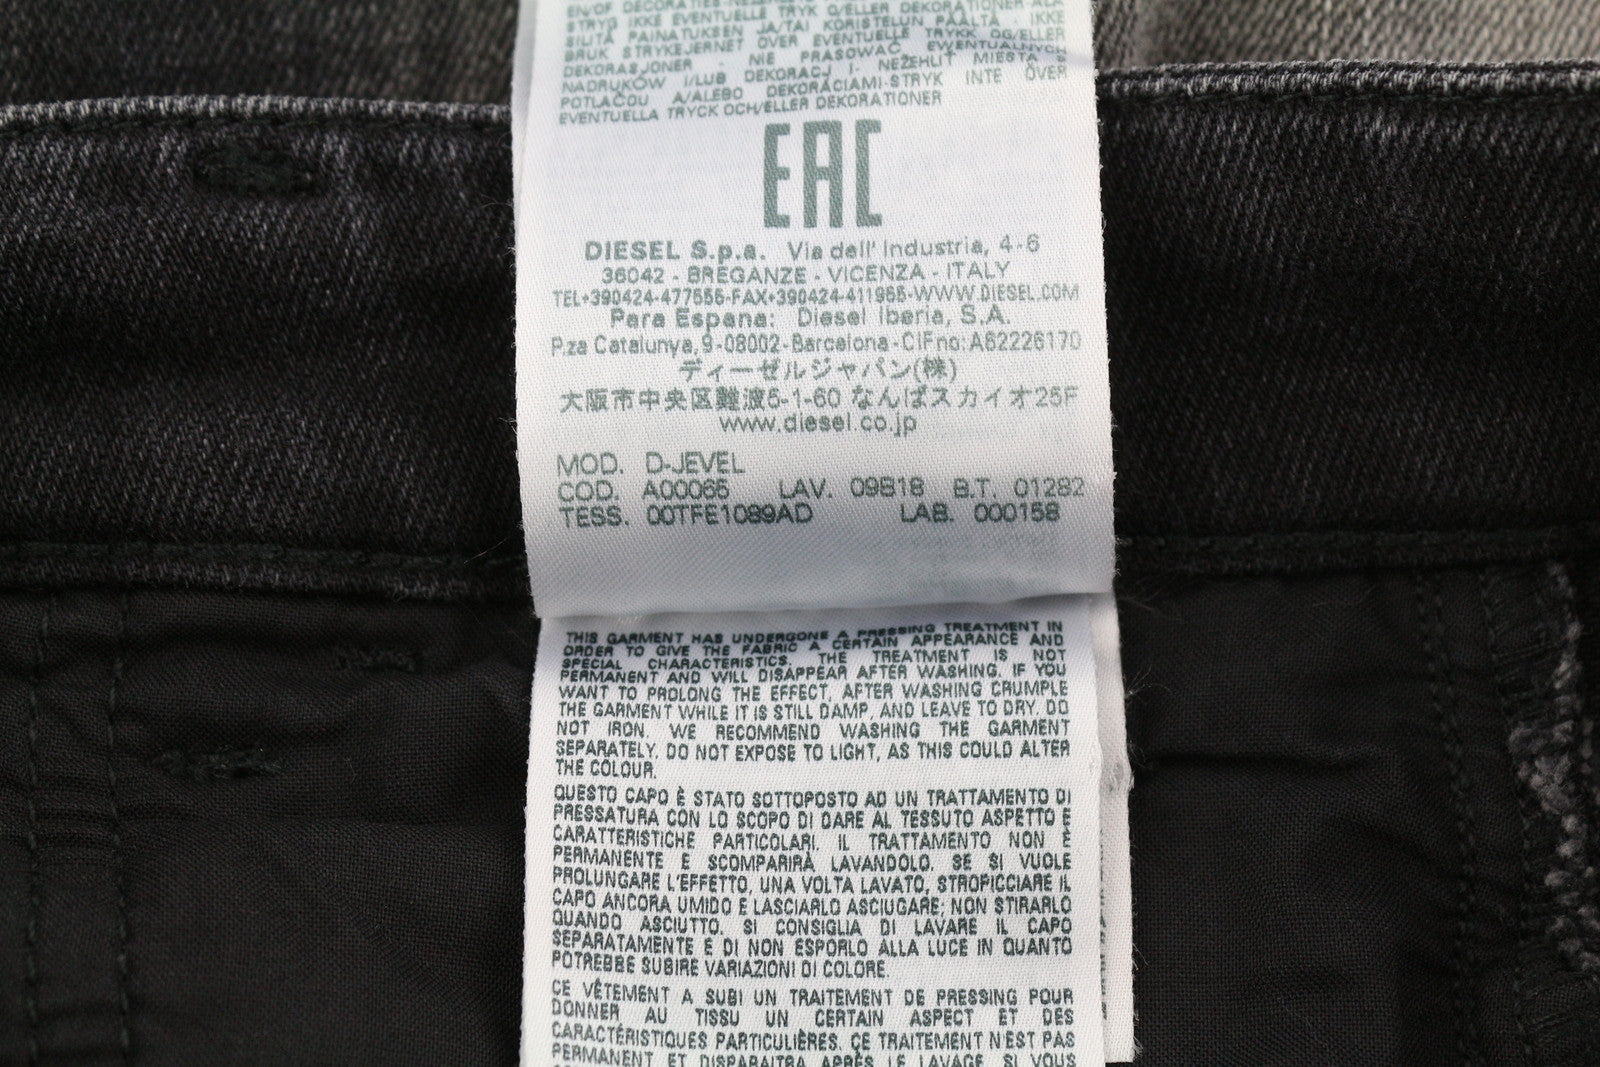 EN/OF DECORATIES-
STRYG IKKE EVENTUELLE TRYK O/ELLER DEKORATIONER
SILITÄ PAINATUKSEN JA/TAI KORISTELUN PÄÄLTÄ - IKKE
BRUK STRYKEJERNET OVER EVENTUELLE TRYKK OG/ELLER
DEKORASJONER - NIE PRASOWAĆ EWENTUALNYCH
NADRUKÓW I/LUB DEKORACJI - NEŽEHLIT MIESTA S
POTLAČOU A/ALEBO DEKORÁCIAMI-STRYK INTE ÖVER
EVENTUELLA TRYCK OCH/ELLER DEKORATIONER
EAC
DIESEL S.p.a. Via dell' Industria, 4-6
36042 - BREGANZE - VICENZA - ITALY
TEL+390424-477555-FAX+390424-411955-WWW.DIESEL.COM
Para Espana: Diesel Iberia, S.A.
P.za Catalunya,9-08002-Barcelona-CIFno:A62226170
ディーゼルジャパン(株)
大阪市中央区難波5-1-60 なんばスカイオ25F
www.diesel.co.jp
MOD. D-JEVEL
COD. A00065 LAV. 09B18 B.T. 01282
TESS. 00TFE1089AD LAB. 000158
THIS GARMENT HAS UNDERGONE A PRESSING TREATMENT IN
ORDER TO GIVE THE FABRIC A CERTAIN APPEARANCE AND
SPECIAL CHARACTERISTICS. THE TREATMENT IS NOT
PERMANENT AND WILL DISAPPEAR AFTER WASHING. IF YOU
WANT TO PROLONG THE EFFECT, AFTER WASHING CRUMPLE
THE GARMENT WHILE IT IS STILL DAMP, AND LEAVE TO DRY. DO
NOT IRON. WE RECOMMEND WASHING THE GARMENT
SEPARATELY. DO NOT EXPOSE TO LIGHT, AS THIS COULD ALTER
THE COLOUR.
QUESTO CAPO È STATO SOTTOPOSTO AD UN TRATTAMENTO DI
PRESSATURA CON LO SCOPO DI DARE AL TESSUTO ASPETTO E
CARATTERISTICHE PARTICOLARI. IL TRATTAMENTO NON È
PERMANENTE E SCOMPARIRÀ LAVANDOLO. SE SI VUOLE
PROLUNGARE L'EFFETTO, UNA VOLTA LAVATO, STROFICCIARE IL
CAPO ANCORA UMIDO E LASCIARLO ASCIUGARE; NON STIRARLO
QUANDO ASCIUTTO. SI CONSIGLIA DI LAVARE IL CAPO
SEPARATAMENTE E DI NON ESPORLO ALLA LUCE IN QUANTO
POTREBBE SUBIRE VARIAZIONI DI COLORE.
CE VÊTEMENT A SUBI UN TRAITEMENT DE PRESSING POUR
DONNER AU TISSU UN CERTAIN ASPECT ET DES
CARACTÉRISTIQUES PARTICULIÈRES. CE TRAITEMENT N'EST PAS
PERMANENT ET DISPARAITRA APRÈS LE LAVAGE. SI VOUS